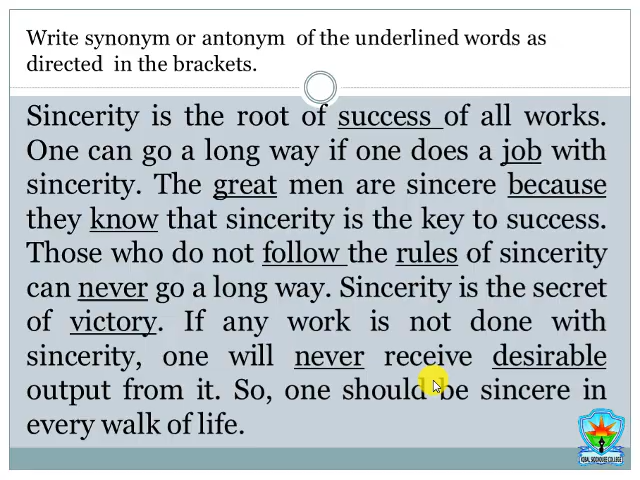 Write synonym or antonym of the underlined words as
directed in the brackets.
Sincerity is the root of success of all works.
One can go a long way if one does a job with
sincerity. The great men are sincere because
they know that sincerity is the key to success.
Those who do not follow the rules of sincerity
can never go a long way. Sincerity is the secret
of victory. If any work is not done with
sincerity, one will never receive desirable
output from it. So, one should be sincere in
every walk of life.
IQBAL SIDDIQUEE COLLEGE